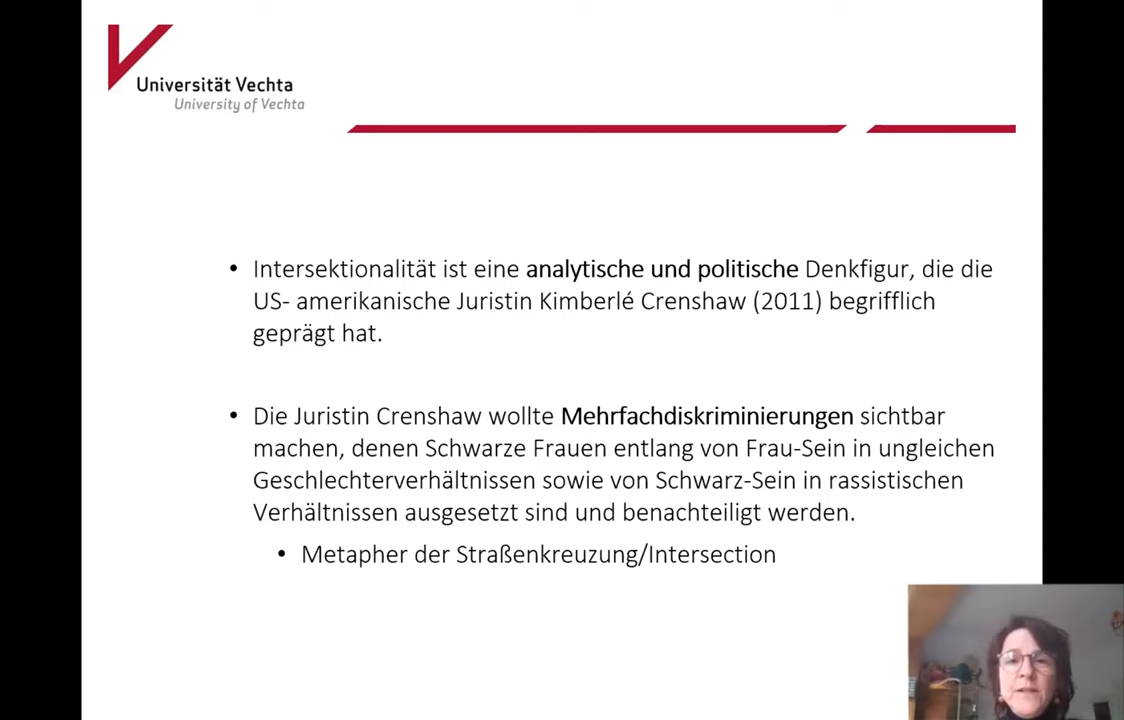 Universität Vechta
University of Vechta
• Intersektionalität ist eine analytische und politische Denkfigur, die die
US- amerikanische Juristin Kimberlé Crenshaw (2011) begrifflich
geprägt hat.
• Die Juristin Crenshaw wollte Mehrfachdiskriminierungen sichtbar
machen, denen Schwarze Frauen entlang von Frau-Sein in ungleichen
Geschlechterverhältnissen sowie von Schwarz-Sein in rassistischen
Verhältnissen ausgesetzt sind und benachteiligt werden.
• Metapher der Straßenkreuzung/Intersection